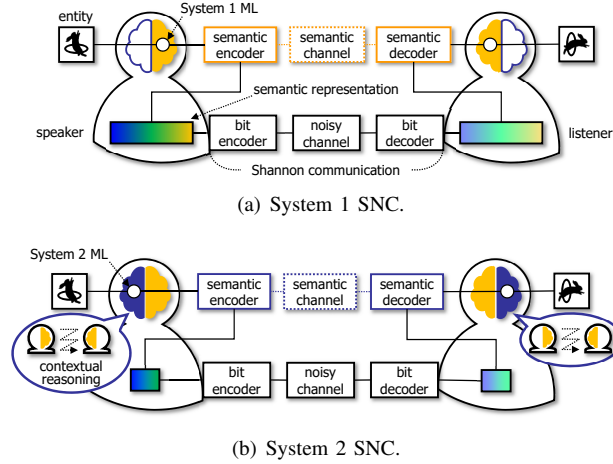 System 1 ML
entity
semantic
encoder
semantic
channel
semantic
decoder
semantic representation
speaker
bit
encoder
noisy
channel
bit
decoder
listener
Shannon communication
(a) System 1 SNC.
System 2 ML
semantic
encoder
semantic
channel
semantic
decoder
contextual
reasoning
bit
encoder
noisy
channel
bit
decoder
(b) System 2 SNC.